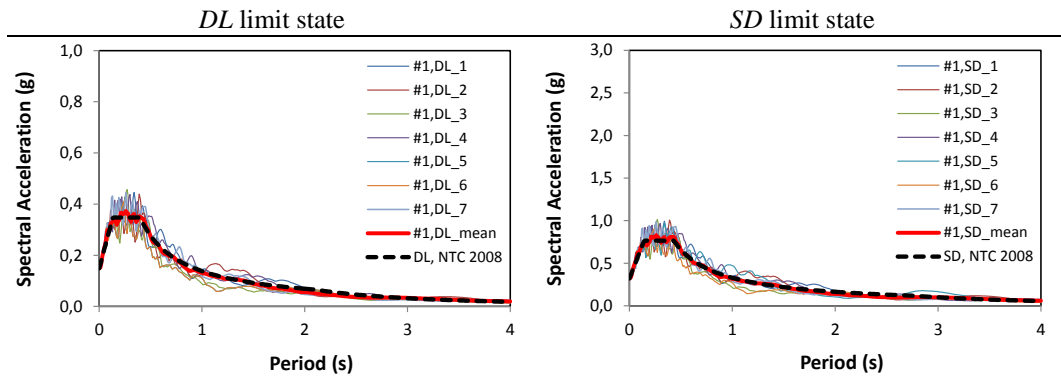 DL limit state
SD limit state
1,0
0,8
0,6
0,4
0,2
0,0
0
1
2
3
4
Spectral Acceleration (g)
Period (s)
#1,DL_1
#1,DL_2
#1,DL_3
#1,DL_4
#1,DL_5
#1,DL_6
#1,DL_7
#1,DL_mean
DL, NTC 2008
3,0
2,5
2,0
1,5
1,0
0,5
0,0
0
1
2
3
4
Spectral Acceleration (g)
Period (s)
#1,SD_1
#1,SD_2
#1,SD_3
#1,SD_4
#1,SD_5
#1,SD_6
#1,SD_7
#1,SD_mean
SD, NTC 2008